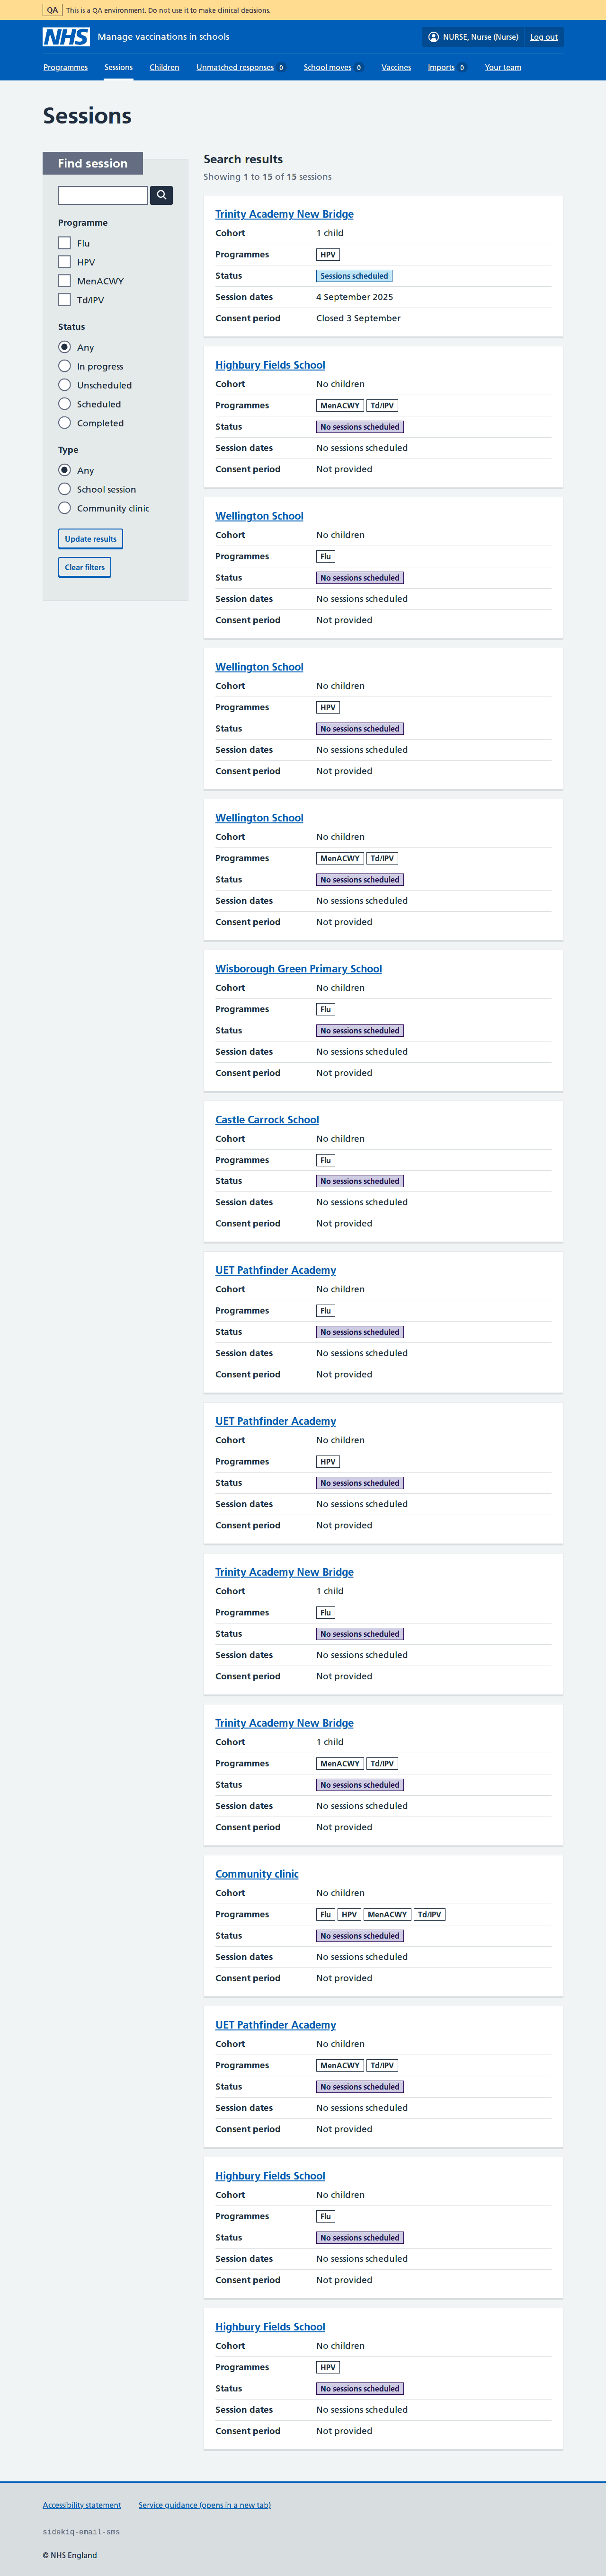 QA This is a QA environment. Do not use it to make clinical decisions.
NHS Manage vaccinations in schools NURSE, Nurse (Nurse) Log out
Programmes Sessions Children Unmatched responses 0 School moves 0 Vaccines Imports 0 Your team
Sessions
Find session
Programme
Flu
HPV
MenACWY
Td/IPV
Status
Any
In progress
Unscheduled
Scheduled
Completed
Type
Any
School session
Community clinic
Update results
Clear filters
Search results
Showing 1 to 15 of 15 sessions
Trinity Academy New Bridge
Cohort 1 child
Programmes HPV
Status Sessions scheduled
Session dates 4 September 2025
Consent period Closed 3 September
Highbury Fields School
Cohort No children
Programmes MenACWY Td/IPV
Status No sessions scheduled
Session dates No sessions scheduled
Consent period Not provided
Wellington School
Cohort No children
Programmes Flu
Status No sessions scheduled
Session dates No sessions scheduled
Consent period Not provided
Wellington School
Cohort No children
Programmes HPV
Status No sessions scheduled
Session dates No sessions scheduled
Consent period Not provided
Wellington School
Cohort No children
Programmes MenACWY Td/IPV
Status No sessions scheduled
Session dates No sessions scheduled
Consent period Not provided
Wisborough Green Primary School
Cohort No children
Programmes Flu
Status No sessions scheduled
Session dates No sessions scheduled
Consent period Not provided
Castle Carrock School
Cohort No children
Programmes Flu
Status No sessions scheduled
Session dates No sessions scheduled
Consent period Not provided
UET Pathfinder Academy
Cohort No children
Programmes Flu
Status No sessions scheduled
Session dates No sessions scheduled
Consent period Not provided
UET Pathfinder Academy
Cohort No children
Programmes HPV
Status No sessions scheduled
Session dates No sessions scheduled
Consent period Not provided
Trinity Academy New Bridge
Cohort 1 child
Programmes Flu
Status No sessions scheduled
Session dates No sessions scheduled
Consent period Not provided
Trinity Academy New Bridge
Cohort 1 child
Programmes MenACWY Td/IPV
Status No sessions scheduled
Session dates No sessions scheduled
Consent period Not provided
Community clinic
Cohort No children
Programmes Flu HPV MenACWY Td/IPV
Status No sessions scheduled
Session dates No sessions scheduled
Consent period Not provided
UET Pathfinder Academy
Cohort No children
Programmes MenACWY Td/IPV
Status No sessions scheduled
Session dates No sessions scheduled
Consent period Not provided
Highbury Fields School
Cohort No children
Programmes Flu
Status No sessions scheduled
Session dates No sessions scheduled
Consent period Not provided
Highbury Fields School
Cohort No children
Programmes HPV
Status No sessions scheduled
Session dates No sessions scheduled
Consent period Not provided
Accessibility statement Service guidance (opens in a new tab)
sidekiq-email-sms
© NHS England